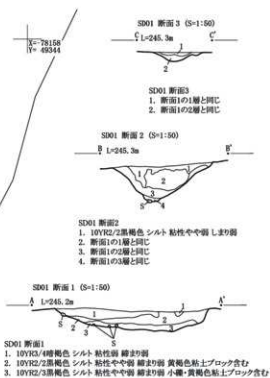 SD01 断面3 (S=1:50)
C L=245.3m C'
1
2
X=-78158
Y= 49344
SD01 断面3
1. 断面1の1層と同じ
2. 断面1の2層と同じ
SD01 断面2 (S=1:50)
B L=245.3m B'
1
2
3
S 4
SD01 断面2
1. 10YR2/2黒褐色 シルト 粘性やや弱 しまり弱
2. 断面1の1層と同じ
3. 断面1の2層と同じ
4. 断面1の3層と同じ
SD01 断面1 (S=1:50)
A L=245.2m A'
1
2
3
S
S
SD01 断面1
1. 10YR3/4暗褐色 シルト 粘性弱 締まり弱
2. 10YR2/2黒褐色 シルト 粘性やや弱 締まり弱 黄褐色粘土ブロック含む
3. 10YR2/3黒褐色 シルト 粘性やや弱 締まり弱 小礫・黄褐色粘土ブロック含む